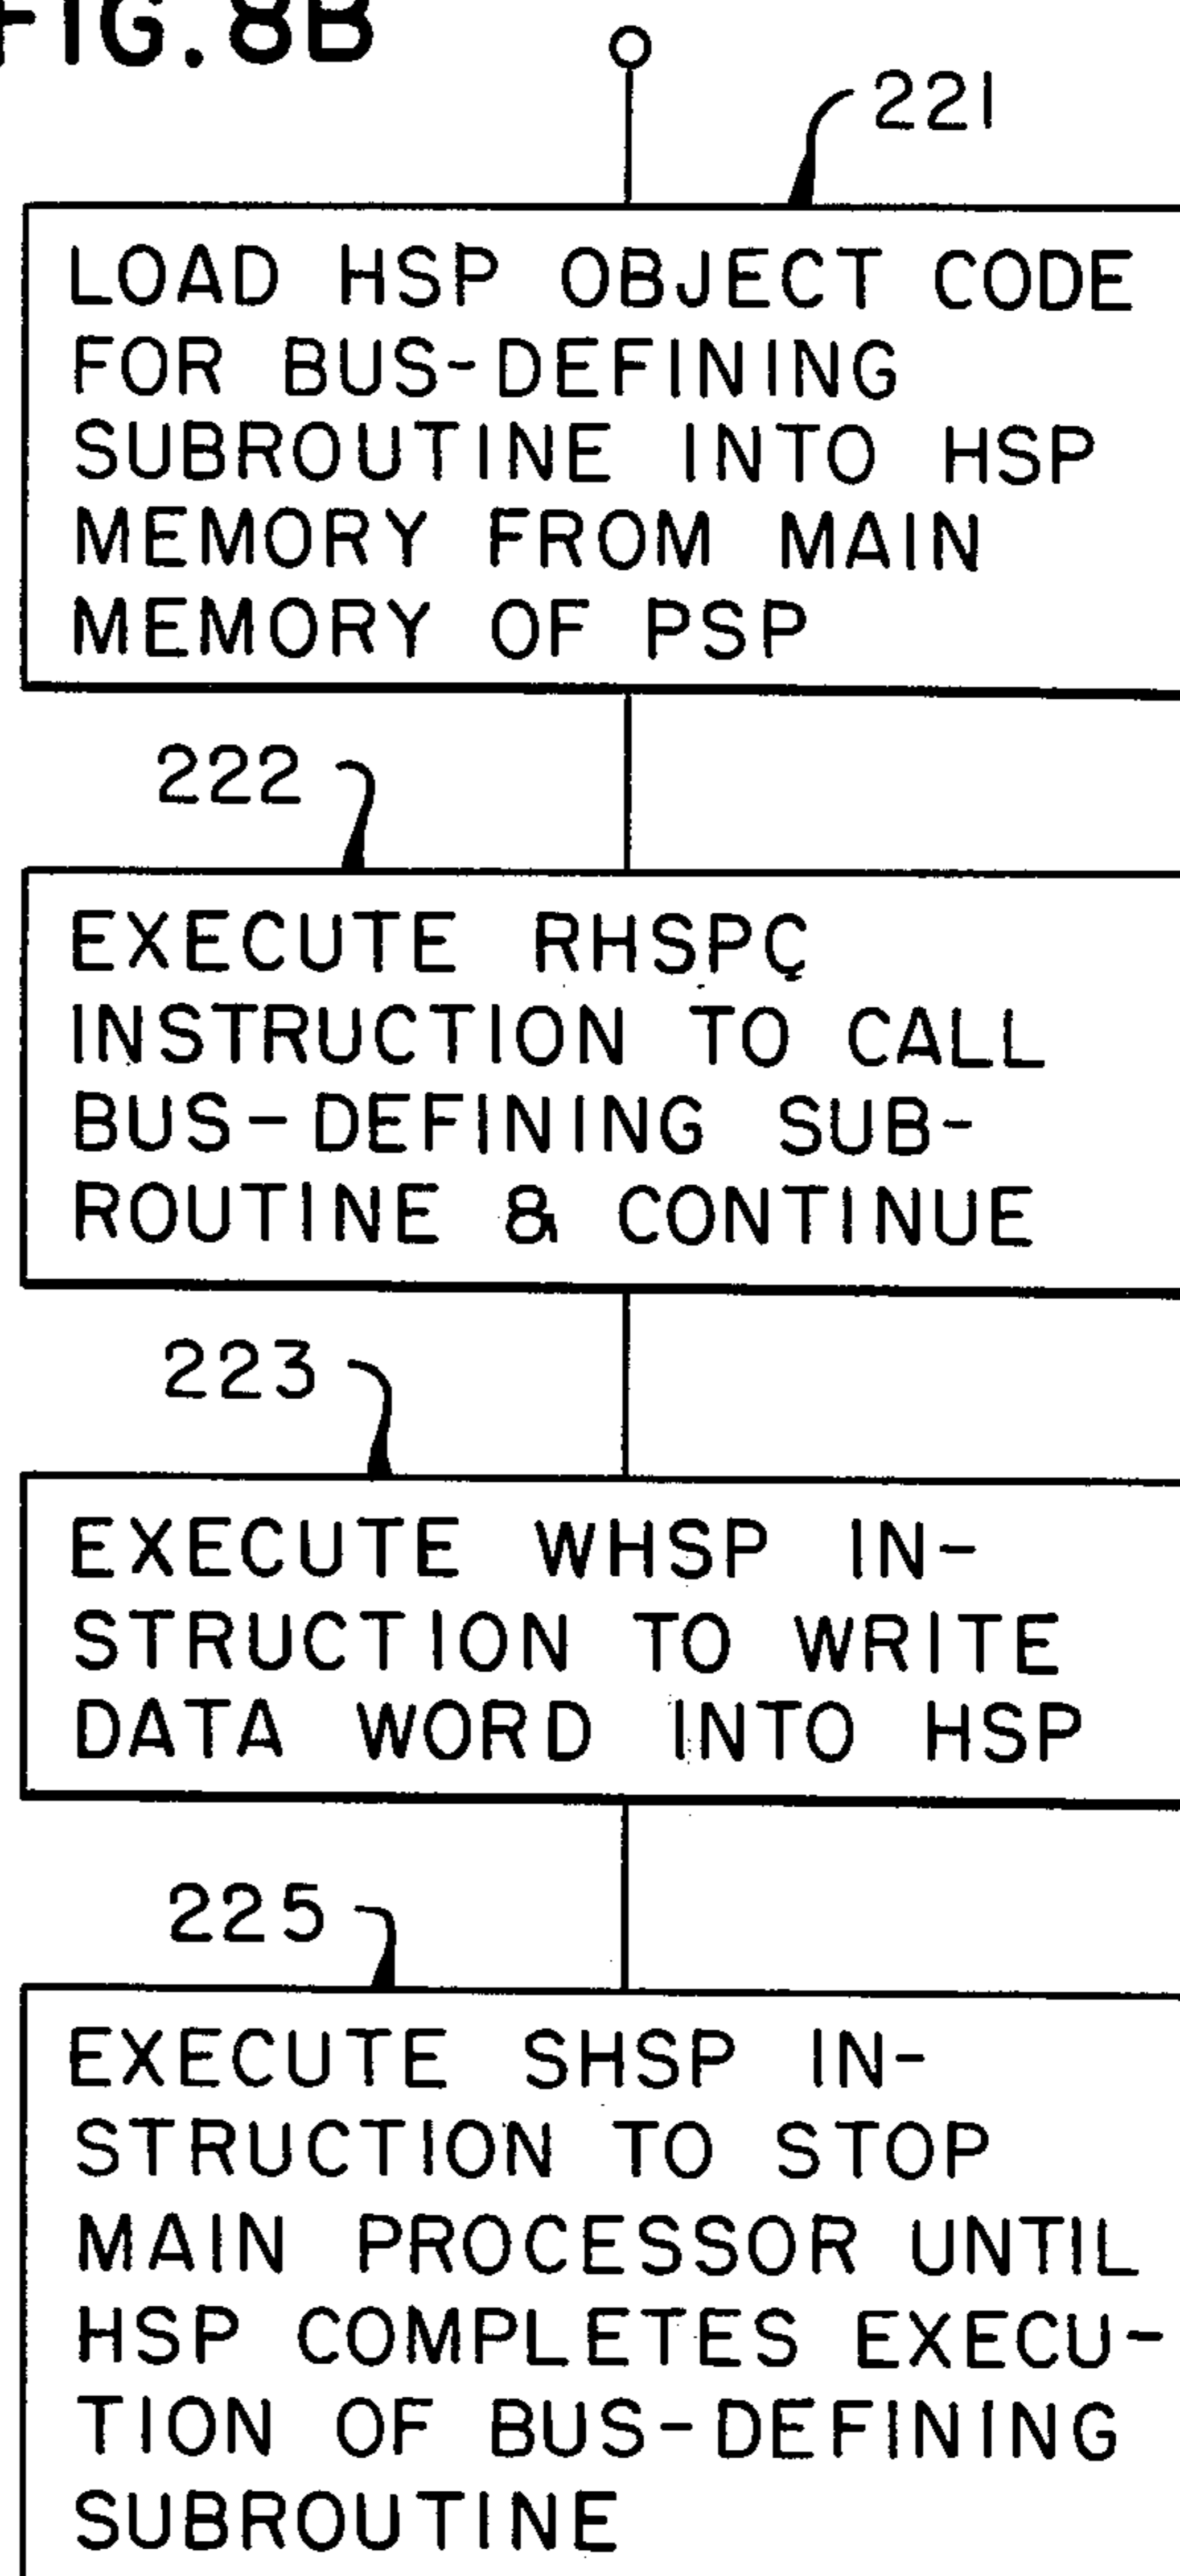 FIG. 8B
221
LOAD HSP OBJECT CODE
FOR BUS-DEFINING
SUBROUTINE INTO HSP
MEMORY FROM MAIN
MEMORY OF PSP
222
EXECUTE RHSPC
INSTRUCTION TO CALL
BUS-DEFINING SUB-
ROUTINE & CONTINUE
223
EXECUTE WHSP IN-
STRUCTION TO WRITE
DATA WORD INTO HSP
225
EXECUTE SHSP IN-
STRUCTION TO STOP
MAIN PROCESSOR UNTIL
HSP COMPLETES EXECU-
TION OF BUS-DEFINING
SUBROUTINE